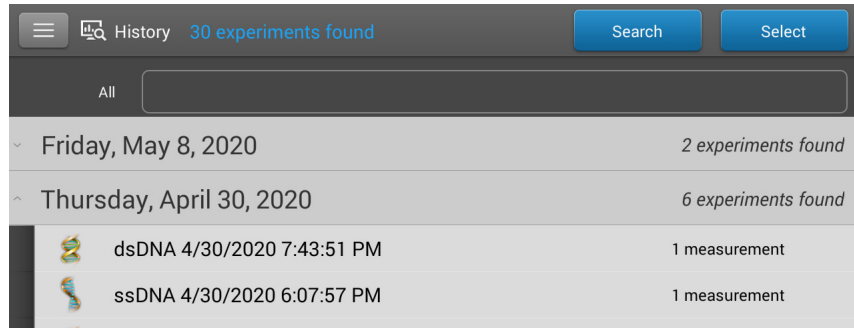 History 30 experiments found Search Select
All
Friday, May 8, 2020 2 experiments found
Thursday, April 30, 2020 6 experiments found
dsDNA 4/30/2020 7:43:51 PM 1 measurement
ssDNA 4/30/2020 6:07:57 PM 1 measurement